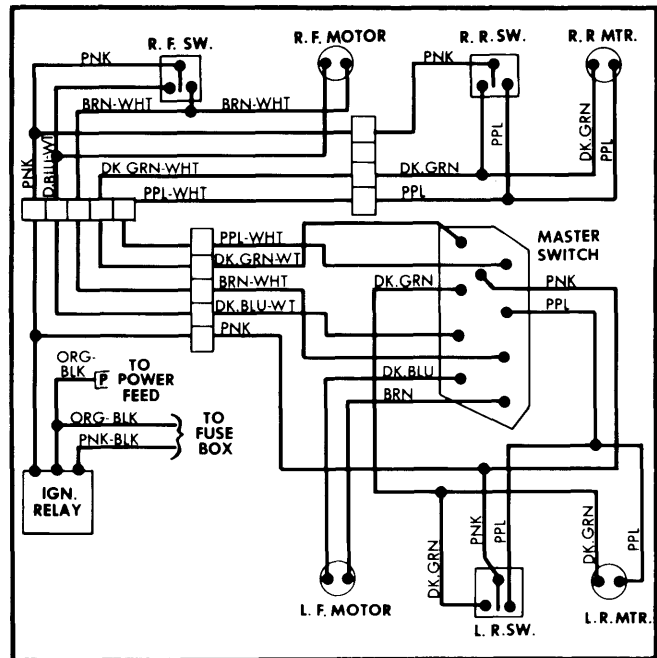 R. F. SW.
R. F. MOTOR
R. R. SW.
R. R MTR.
PNK
PNK
BRN-WHT
BRN-WHT
PNK
D.BLU-WT
DK GRN-WHT
DK.GRN
PPL
DK.GRN
PPL
PPL-WHT
PPL
PPL-WHT
MASTER
SWITCH
DK.GRN-WT
BRN-WHT
DK.GRN
PNK
DK.BLU-WT
PPL
PNK
ORG-
BLK
P
TO
POWER
FEED
DK.BLU
BRN
ORG-BLK
PNK-BLK
TO
FUSE
BOX
IGN.
RELAY
DK.GRN
PNK
PPL
DK.GRN
PPL
L. F. MOTOR
L. R.SW.
L.R.MTR.